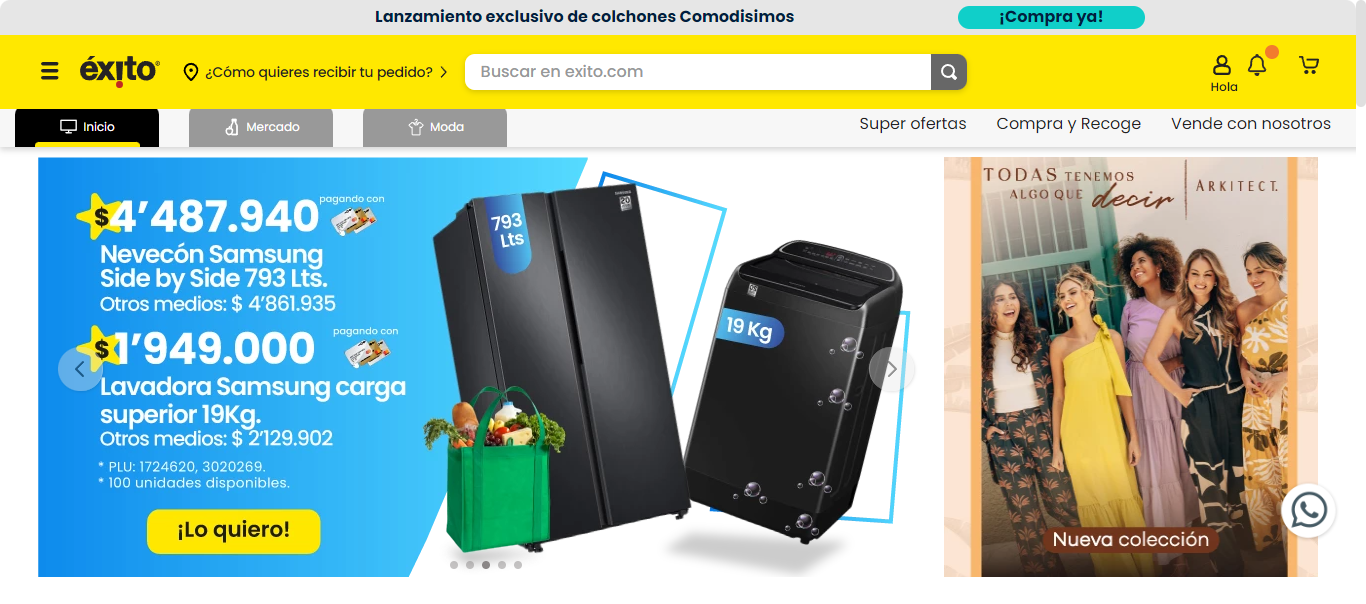 Lanzamiento exclusivo de colchones Comodisimos
¡Compra ya!
éxito
¿Cómo quieres recibir tu pedido?
Buscar en exito.com
Hola
Inicio
Mercado
Moda
Super ofertas
Compra y Recoge
Vende con nosotros
$4’487.940
pagando con
Nevecón Samsung
Side by Side 793 Lts.
Otros medios: $ 4’861.935
$1’949.000
pagando con
Lavadora Samsung carga
superior 19Kg.
Otros medios: $ 2’129.902
* PLU: 1724620, 3020269.
* 100 unidades disponibles.
¡Lo quiero!
793
Lts
SAMSUNG
20
19 Kg
TODAS TENEMOS
ALGO QUE decir
ARKITECT.
Nueva colección